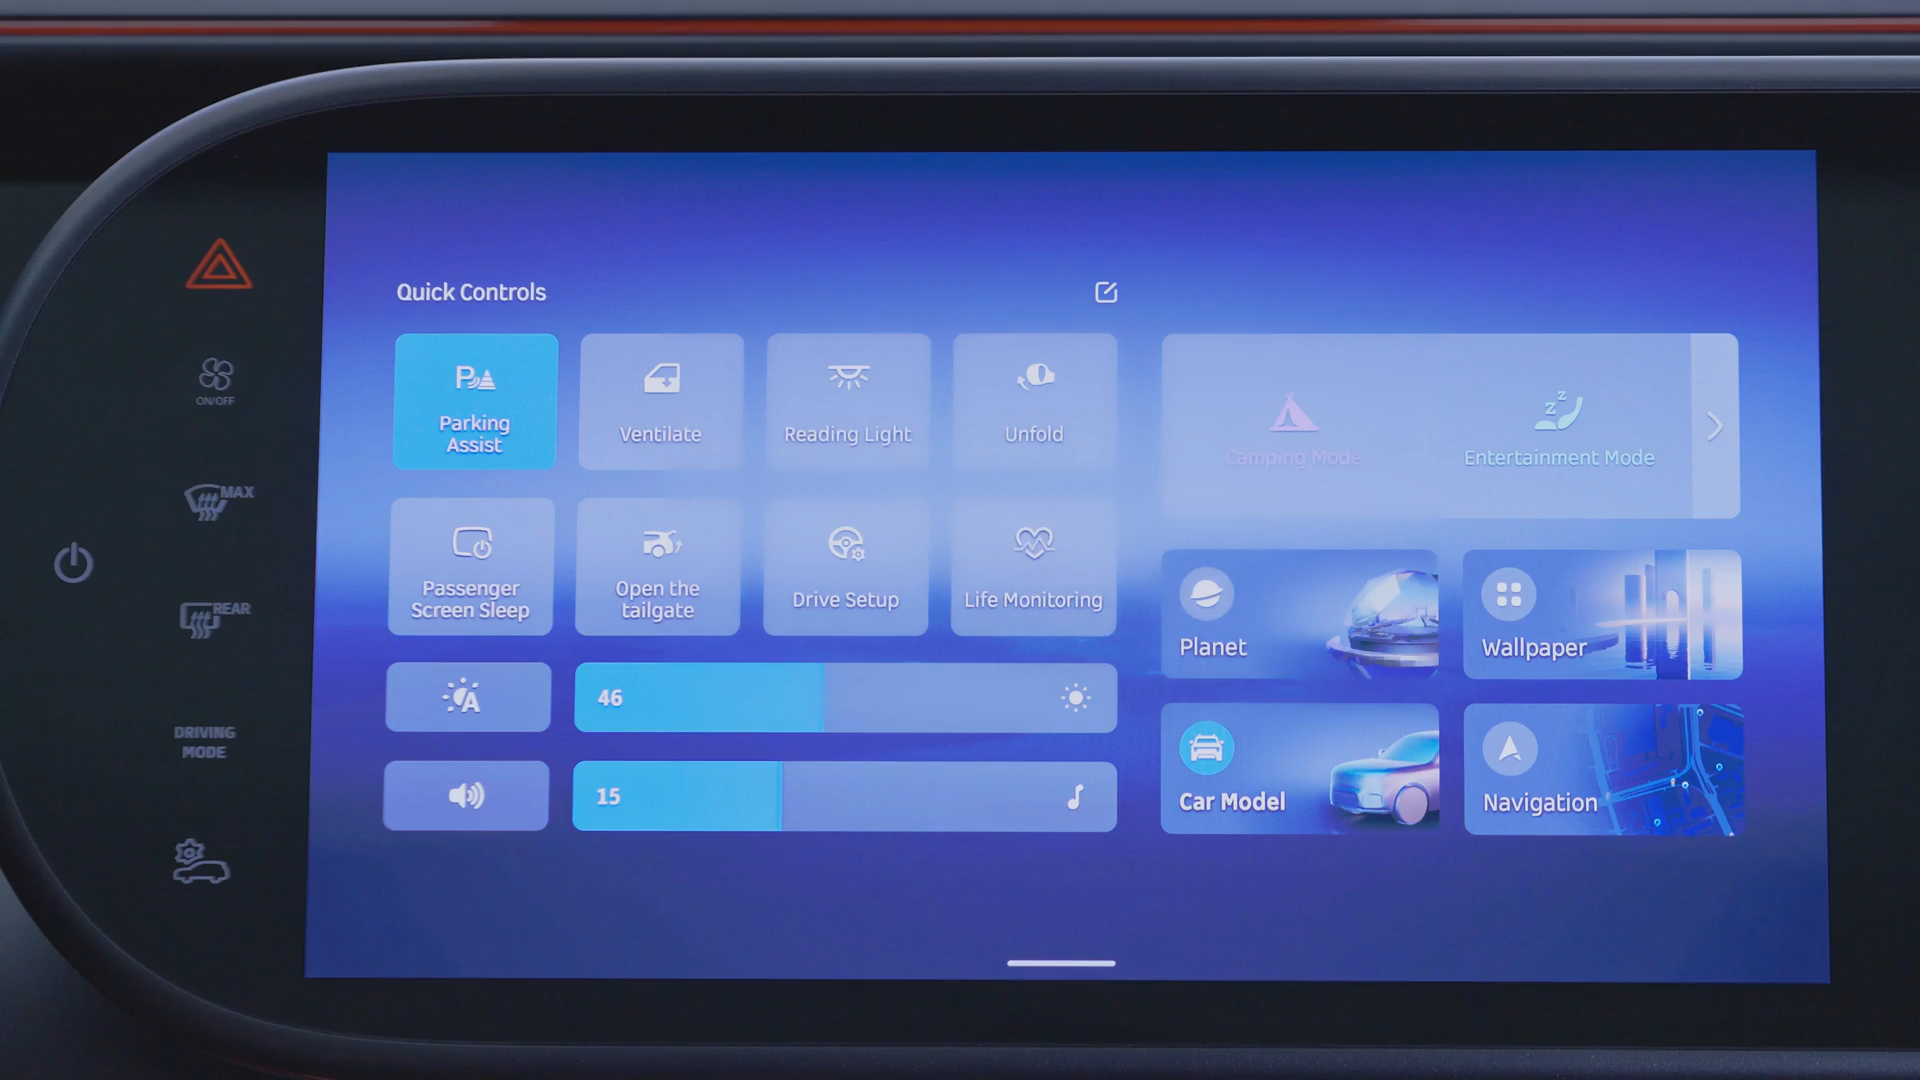 Quick Controls
Parking
Assist
Ventilate
Reading Light
Unfold
Camping Mode
Entertainment Mode
Passenger
Screen Sleep
Open the
tailgate
Drive Setup
Life Monitoring
Planet
Wallpaper
A
46
15
Car Model
Navigation
ON/OFF
MAX
REAR
DRIVING
MODE